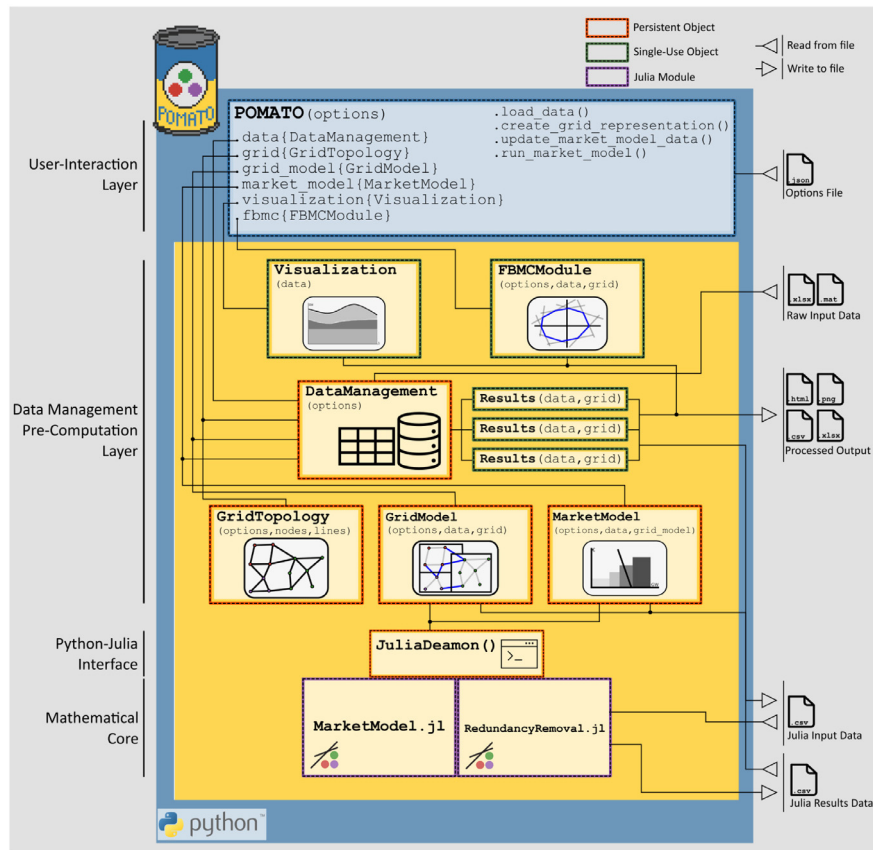 Persistent Object
Single-Use Object
Julia Module
Read from file
Write to file
POMATO
POMATO(options)
data{DataManagement}
grid{GridTopology}
grid_model{GridModel}
market_model{MarketModel}
visualization{Visualization}
fbmc{FBMCModule}
.load_data()
.create_grid_representation()
.update_market_model_data()
.run_market_model()
User-Interaction
Layer
.json
Options File
Visualization
(data)
FBMCModule
(options,data,grid)
.xlsx
.mat
Raw Input Data
DataManagement
(options)
Results(data,grid)
Results(data,grid)
Results(data,grid)
Data Management
Pre-Computation
Layer
.html
.png
.csv
.xlsx
Processed Output
GridTopology
(options,nodes,lines)
GridModel
(options,data,grid)
MarketModel
(options,data,grid_model)
Python-Julia
Interface
JuliaDeamon()
>_
Mathematical
Core
MarketModel.jl
RedundancyRemoval.jl
.csv
Julia Input Data
.csv
Julia Results Data
python™